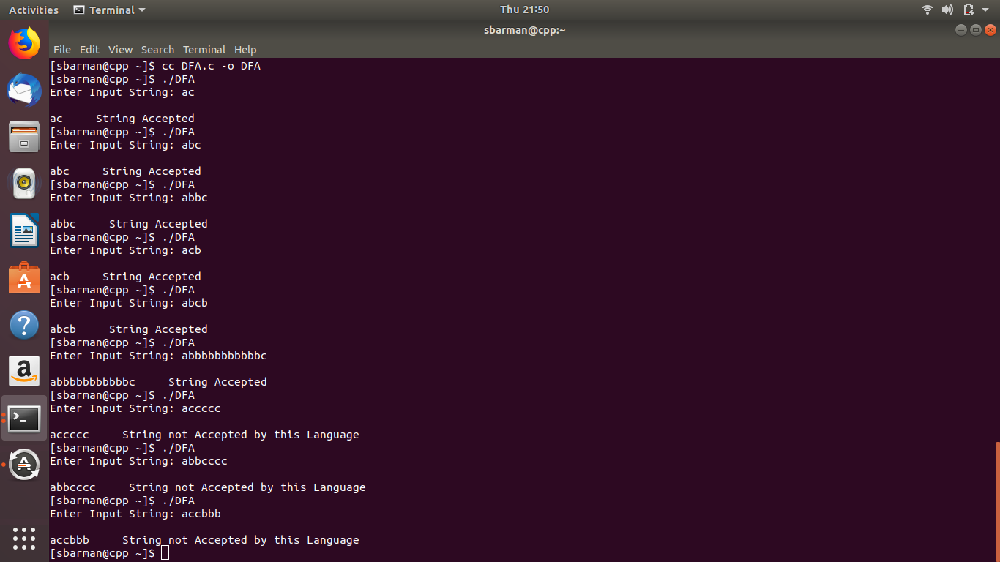 Activities Terminal Thu 21:50
sbarman@cpp:~
File Edit View Search Terminal Help
[sbarman@cpp ~]$ cc DFA.c -o DFA
[sbarman@cpp ~]$ ./DFA
Enter Input String: ac
ac     String Accepted
[sbarman@cpp ~]$ ./DFA
Enter Input String: abc
abc     String Accepted
[sbarman@cpp ~]$ ./DFA
Enter Input String: abbc
abbc     String Accepted
[sbarman@cpp ~]$ ./DFA
Enter Input String: acb
acb     String Accepted
[sbarman@cpp ~]$ ./DFA
Enter Input String: abcb
abcb     String Accepted
[sbarman@cpp ~]$ ./DFA
Enter Input String: abbbbbbbbbbbc
abbbbbbbbbbbc     String Accepted
[sbarman@cpp ~]$ ./DFA
Enter Input String: accccc
accccc     String not Accepted by this Language
[sbarman@cpp ~]$ ./DFA
Enter Input String: abbcccc
abbcccc     String not Accepted by this Language
[sbarman@cpp ~]$ ./DFA
Enter Input String: accbbb
accbbb     String not Accepted by this Language
[sbarman@cpp ~]$